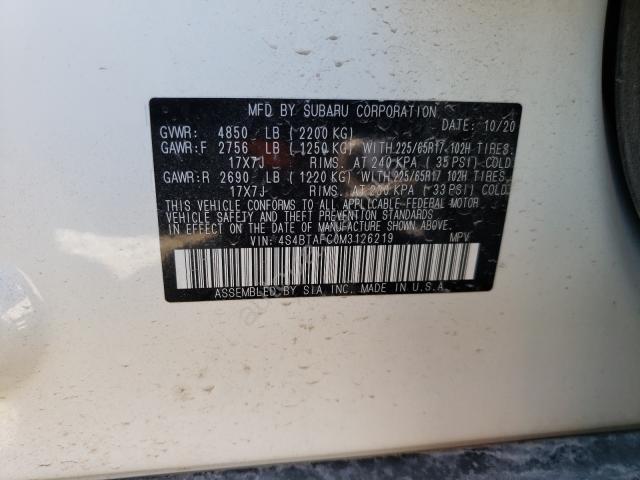 MFD BY SUBARU CORPORATION
DATE: 10/20
GVWR: 4850 LB (2200 KG)
GAWR:F 2756 LB (1250 KG) WITH 225/65R17 102H TIRES
17X7J RIMS. AT 240 KPA (35 PSI) COLD
GAWR:R 2690 LB (1220 KG) WITH 225/65R17 102H TIRES
17X7J RIMS. AT 230 KPA (33 PSI) COLD
THIS VEHICLE CONFORMS TO ALL APPLICABLE FEDERAL MOTOR
VEHICLE SAFETY AND THEFT PREVENTION STANDARDS
IN EFFECT ON THE DATE OF MANUFACTURE SHOWN ABOVE.
VIN: 4S4BTAFC0M3126219 MPV
ASSEMBLED BY SIA, INC. MADE IN U.S.A.